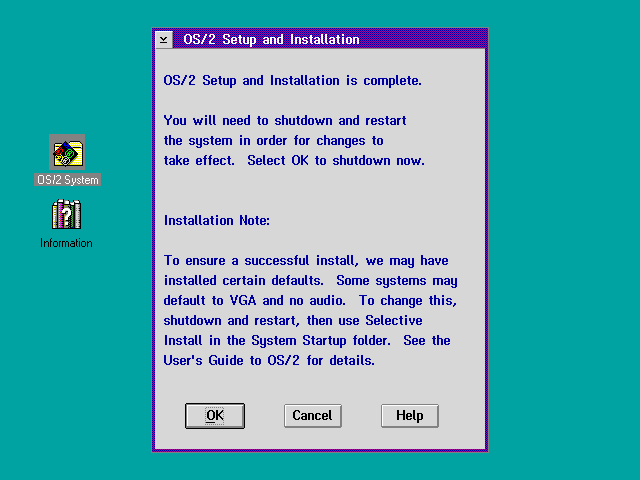 OS/2 Setup and Installation
OS/2 Setup and Installation is complete.
You will need to shutdown and restart
the system in order for changes to
take effect.  Select OK to shutdown now.
OS/2 System
Information
Installation Note:
To ensure a successful install, we may have
installed certain defaults.  Some systems may
default to VGA and no audio.  To change this,
shutdown and restart, then use Selective
Install in the System Startup folder.  See the
User's Guide to OS/2 for details.
OK
Cancel
Help